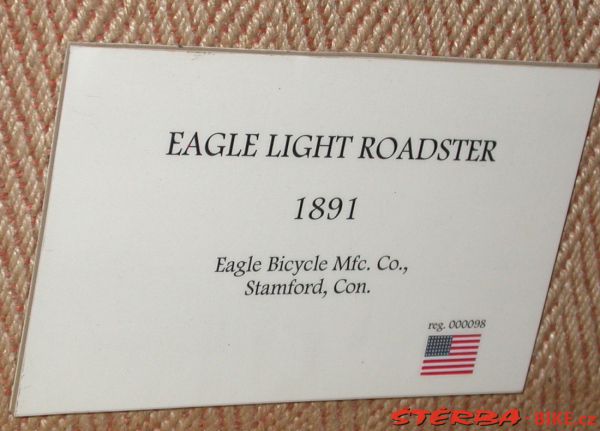 EAGLE LIGHT ROADSTER
1891
Eagle Bicycle Mfc. Co.,
Stamford, Con.
reg. 000098
STERBA-BIKE.cz